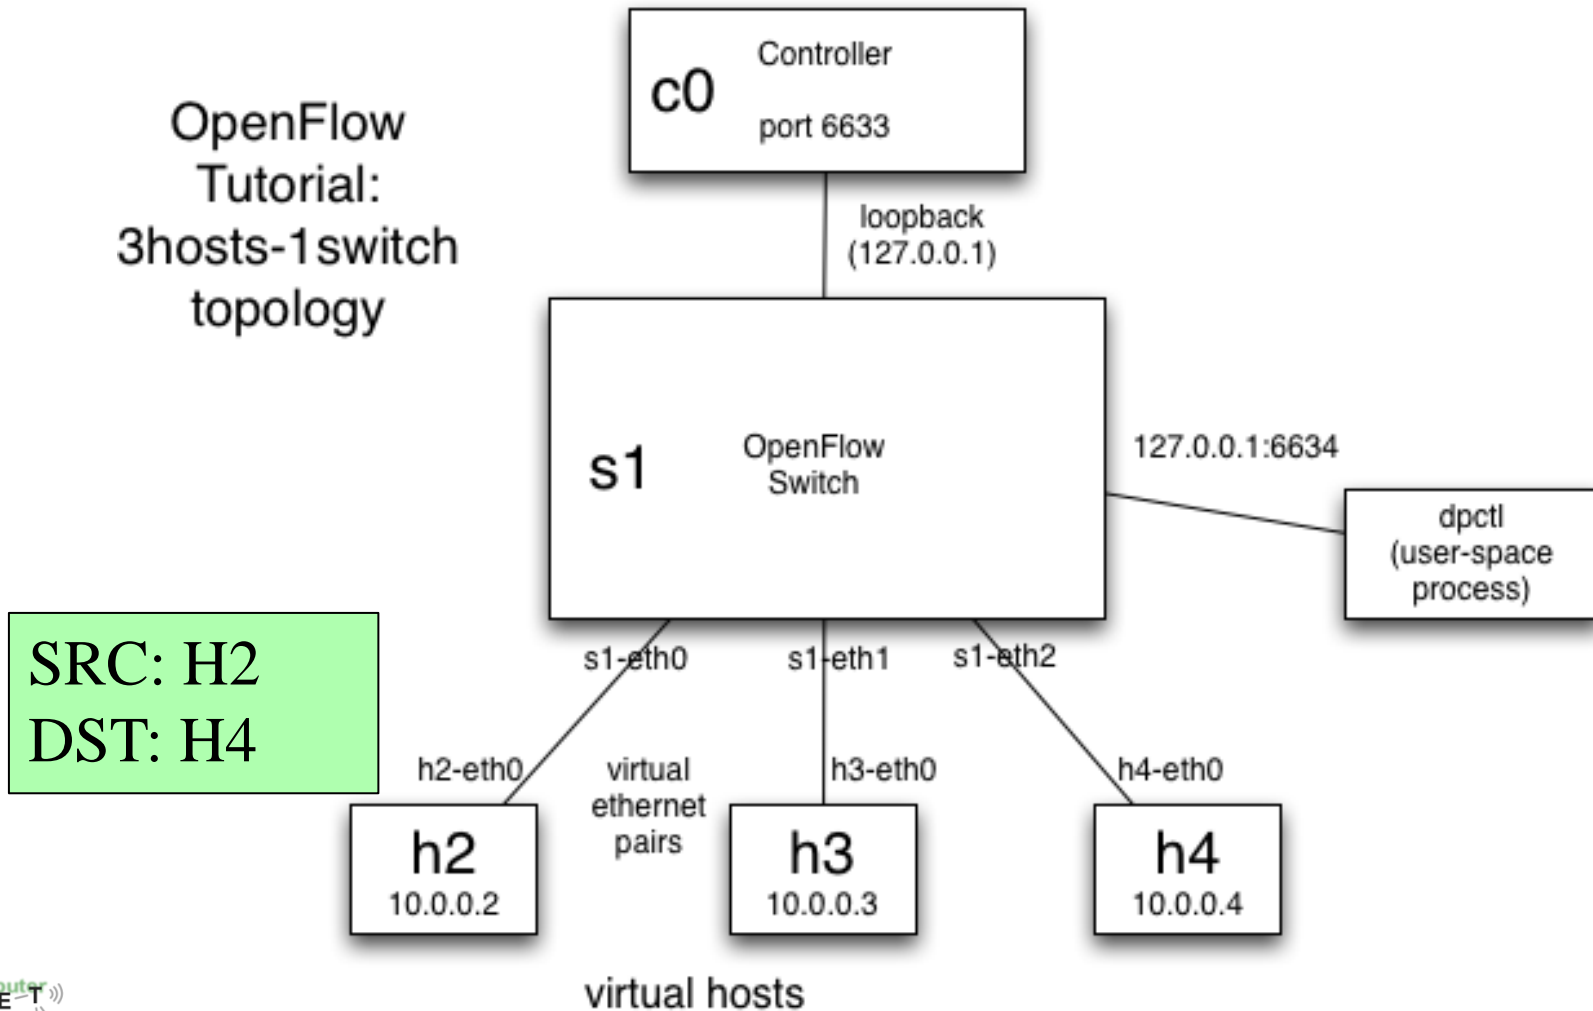 OpenFlow
Tutorial:
3hosts-1switch
topology
c0
Controller
port 6633
loopback
(127.0.0.1)
s1
OpenFlow
Switch
127.0.0.1:6634
dpctl
(user-space
process)
SRC: H2
DST: H4
s1-eth0
s1-eth1
s1-eth2
h2-eth0
virtual
ethernet
pairs
h3-eth0
h4-eth0
h2
10.0.0.2
h3
10.0.0.3
h4
10.0.0.4
virtual hosts